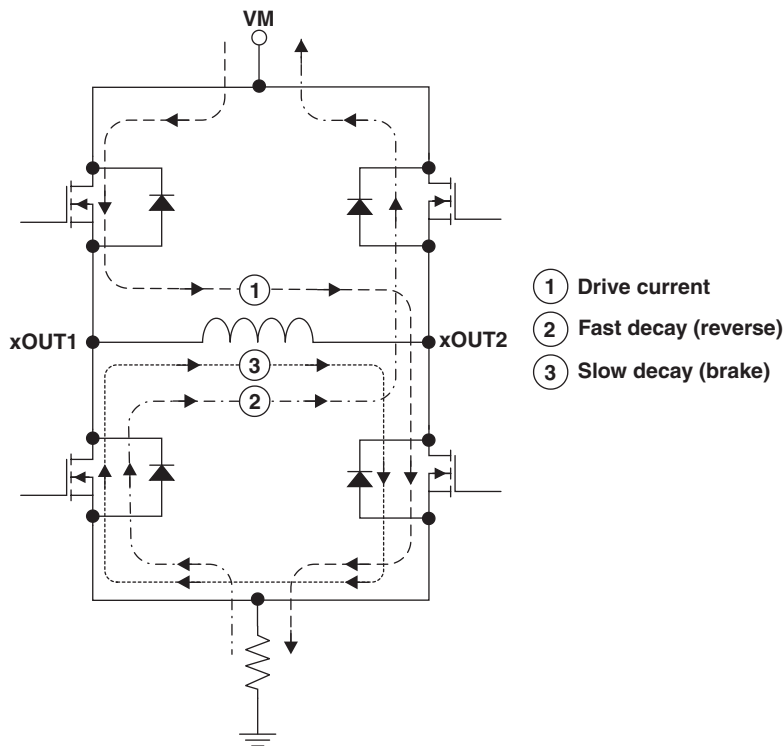 VM
1
xOUT1
xOUT2
3
2
1 Drive current
2 Fast decay (reverse)
3 Slow decay (brake)